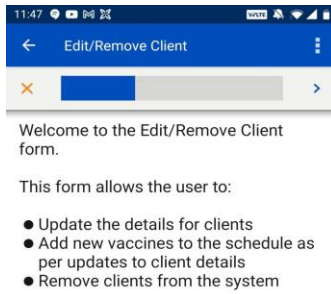 11:47
VoLTE
← Edit/Remove Client
Welcome to the Edit/Remove Client
form.
This form allows the user to:
● Update the details for clients
● Add new vaccines to the schedule as
per updates to client details
● Remove clients from the system